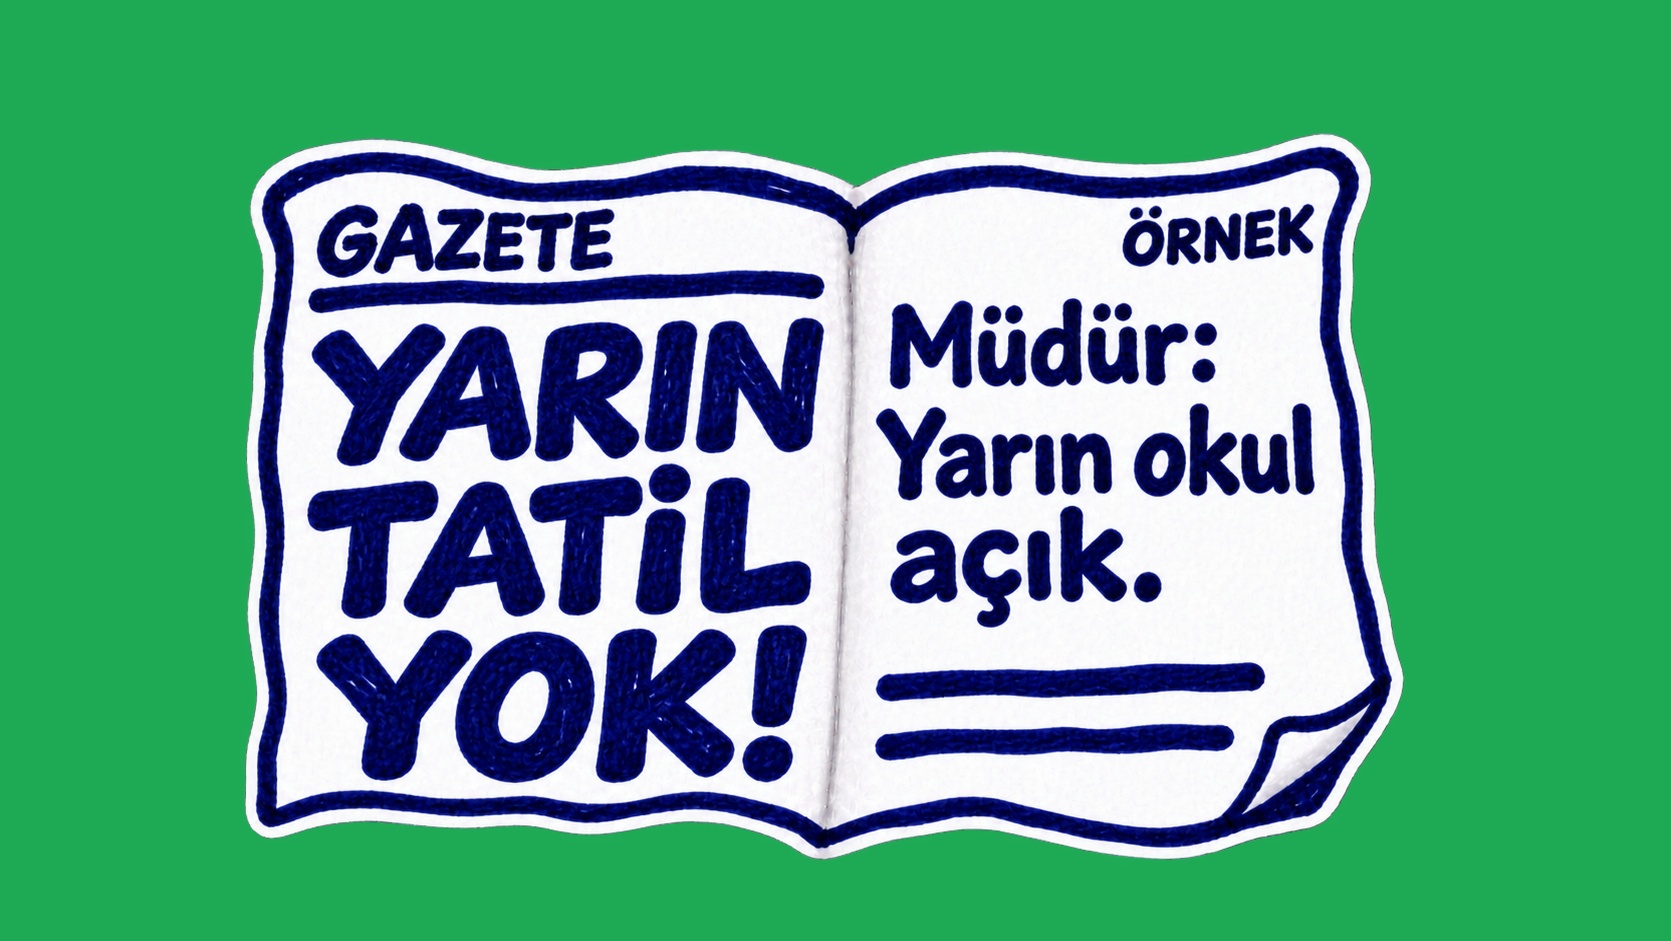 GAZETE
YARIN
TATİL
YOK!
ÖRNEK
Müdür:
Yarın okul
açık.